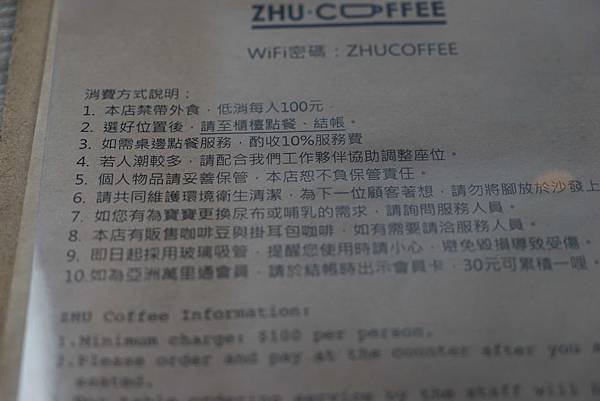 ZHU·COFFEE
WiFi密碼：ZHUCOFFEE
消費方式說明：
1. 本店禁帶外食，低消每人100元。
2. 選好位置後，請至櫃檯點餐、結帳。
3. 如需桌邊點餐服務，酌收10%服務費
4. 若人潮較多，請配合我們工作夥伴協助調整座位。
5. 個人物品請妥善保管，本店恕不負保管責任。
6. 請共同維護環境衛生清潔，為下一位顧客著想，請勿將腳放於沙發上
7. 如您有為寶寶更換尿布或哺乳的需求，請詢問服務人員。
8. 本店有販售咖啡豆與掛耳包咖啡，如有需要請洽服務人員。
9. 即日起採用玻璃吸管，提醒您使用時請小心，避免毀損導致受傷。
10.如為亞洲萬里通會員，請於結帳時出示會員卡，30元可累積一哩。
ZHU Coffee Information:
1.Minimum charge: $100 per person.
2.Please order and pay at the counter after you a
seated.
For table ordering service by the staff will